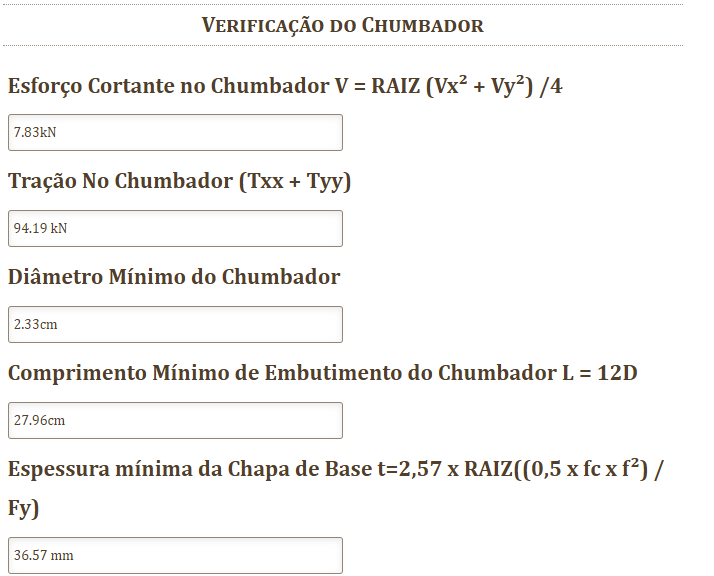 VERIFICAÇÃO DO CHUMBADOR
Esforço Cortante no Chumbador V = RAIZ (Vx² + Vy²) /4
7.83kN
Tração No Chumbador (Txx + Tyy)
94.19 kN
Diâmetro Mínimo do Chumbador
2.33cm
Comprimento Mínimo de Embutimento do Chumbador L = 12D
27.96cm
Espessura mínima da Chapa de Base t=2,57 x RAIZ((0,5 x fc x f²) /
Fy)
36.57 mm